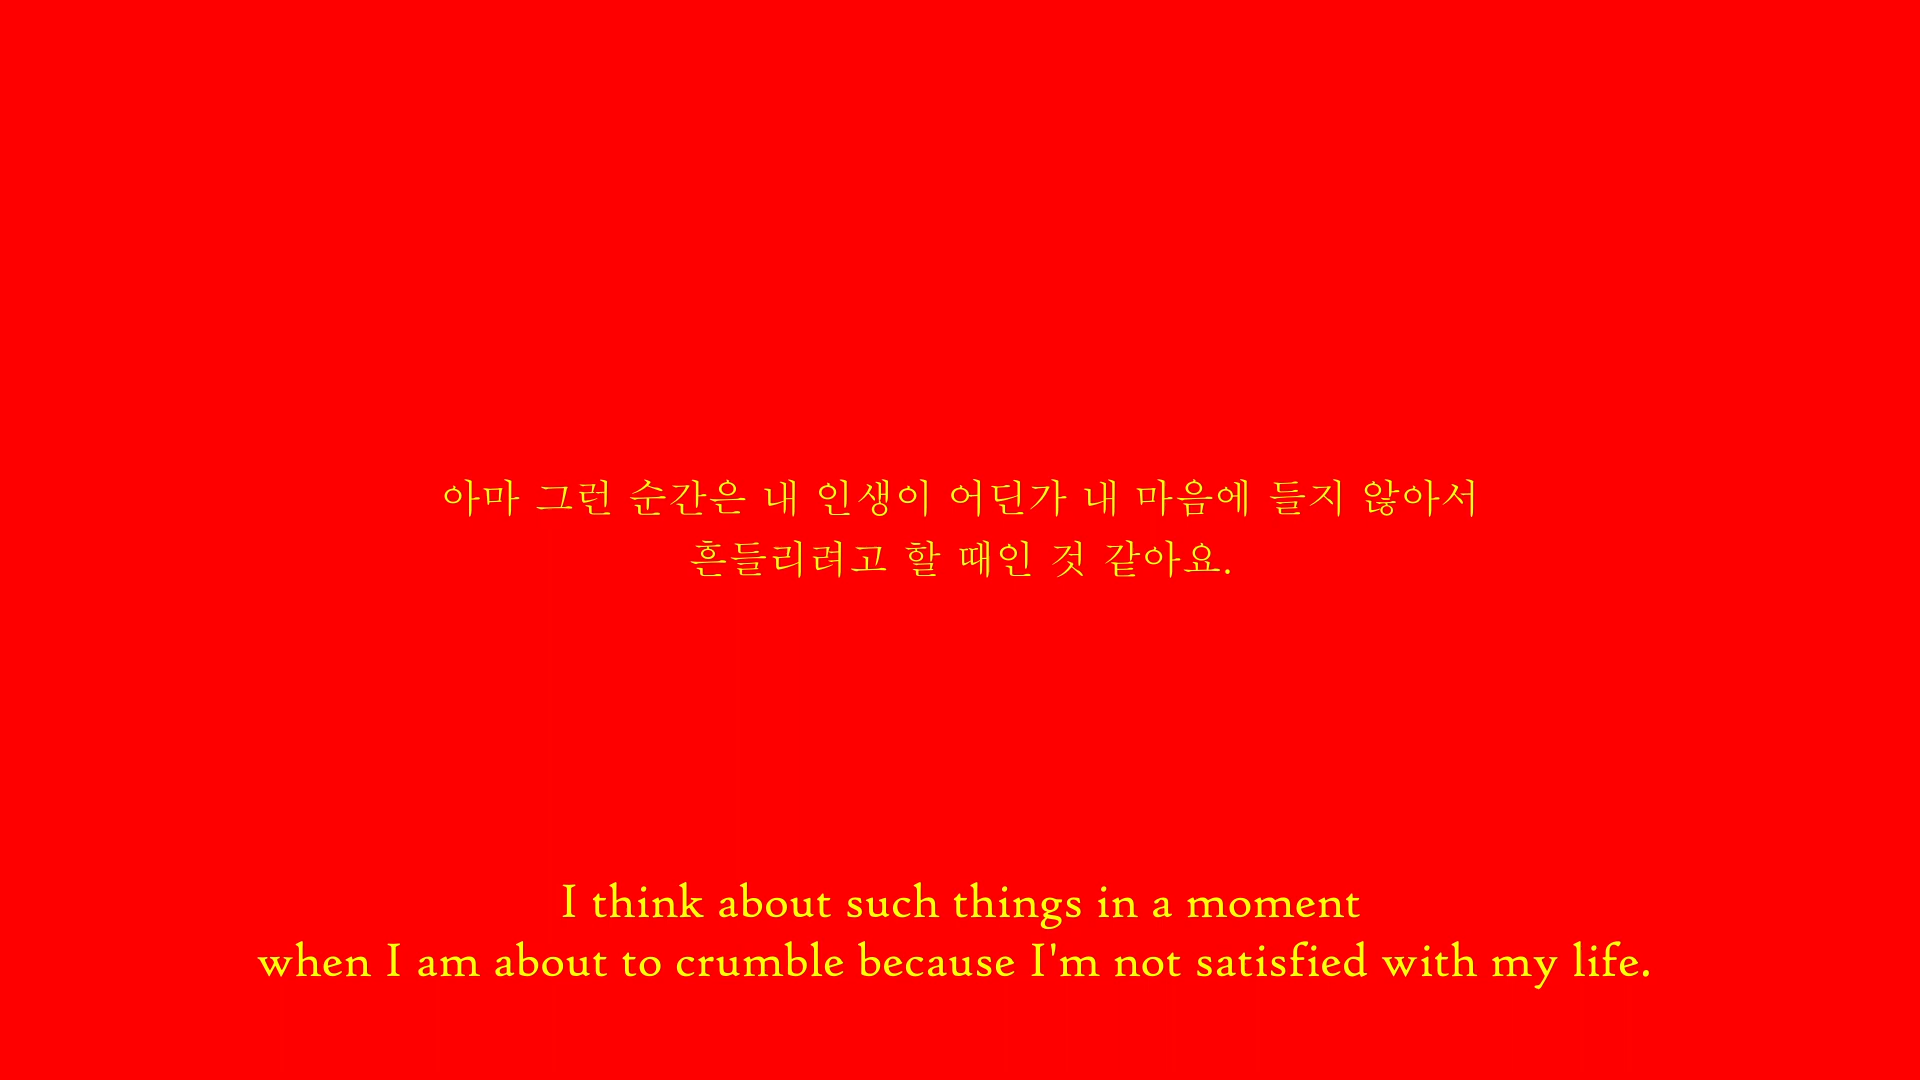 아마 그런 순간은 내 인생이 어딘가 내 마음에 들지 않아서
흔들리려고 할 때인 것 같아요.
I think about such things in a moment
when I am about to crumble because I'm not satisfied with my life.